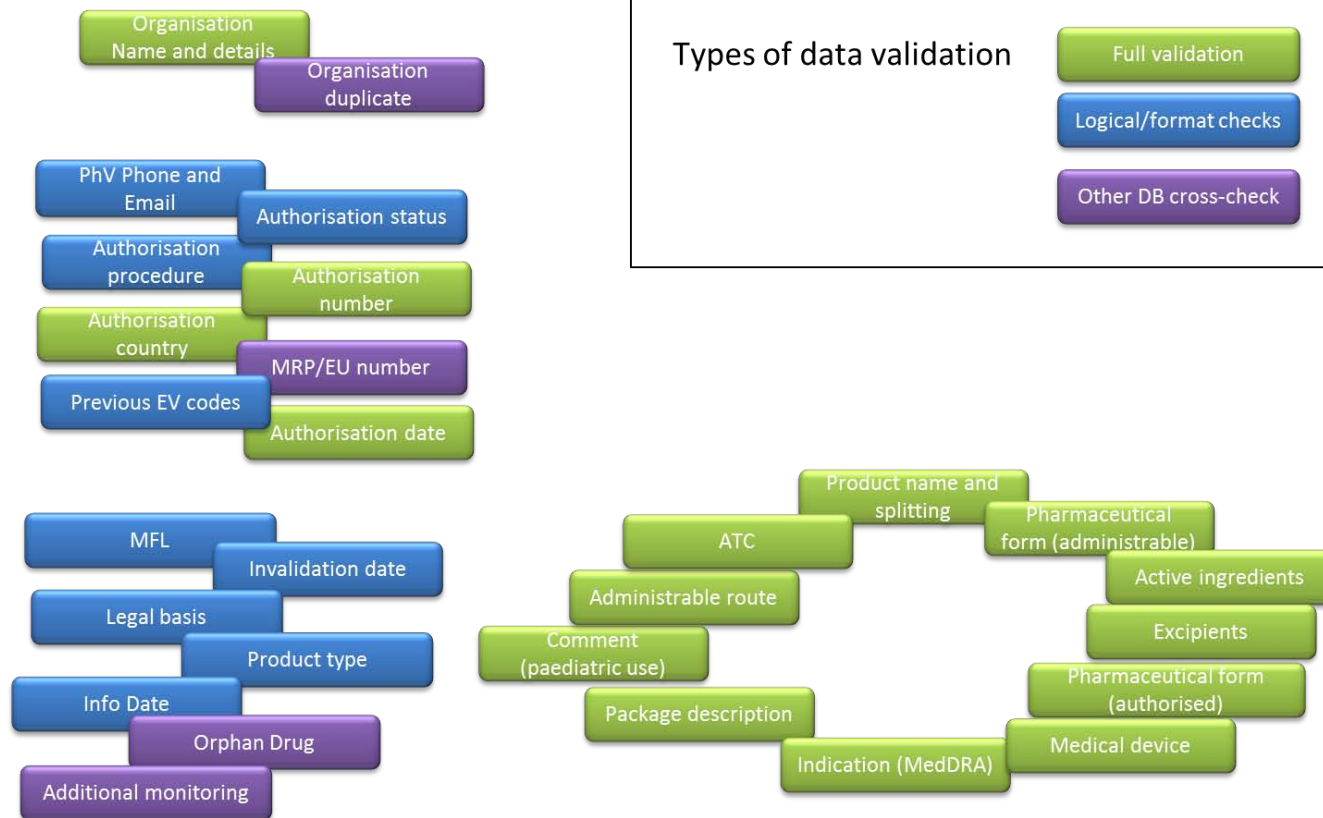 Organisation
Name and details
Organisation
duplicate
Types of data validation
Full validation
Logical/format checks
Other DB cross-check
PhV Phone and
Email
Authorisation status
Authorisation
procedure
Authorisation
number
Authorisation
country
MRP/EU number
Previous EV codes
Authorisation date
MFL
Invalidation date
Legal basis
Product type
Info Date
Orphan Drug
Additional monitoring
Product name and
splitting
Pharmaceutical
form (administrable)
Active ingredients
Excipients
Pharmaceutical form
(authorised)
Medical device
Indication (MedDRA)
Package description
Comment
(paediatric use)
Administrable route
ATC